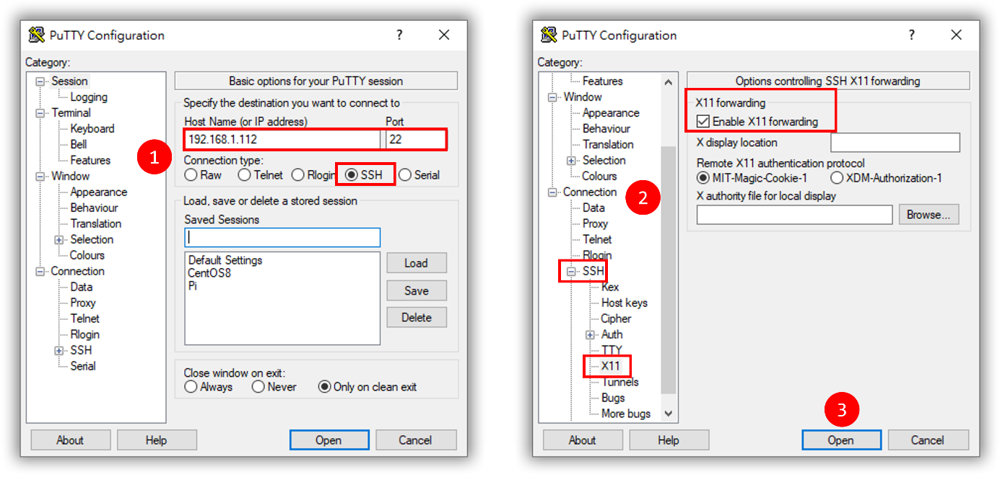 PuTTY Configuration
?
Category:
Session
Logging
Terminal
Keyboard
Bell
Features
Window
Appearance
Behaviour
Translation
Selection
Colours
Connection
Data
Proxy
Telnet
Rlogin
SSH
Serial
Basic options for your PuTTY session
Specify the destination you want to connect to
Host Name (or IP address) Port
192.168.1.112 22
1
Connection type:
Raw Telnet Rlogin SSH Serial
Load, save or delete a stored session
Saved Sessions
Default Settings
CentOS8
Pi
Load
Save
Delete
Close window on exit:
Always Never Only on clean exit
About Help Open Cancel
PuTTY Configuration
?
Category:
Features
Window
Appearance
Behaviour
Translation
Selection
Colours
Connection
Data
Proxy
Telnet
Rlogin
SSH
Kex
Host keys
Cipher
Auth
TTY
X11
Tunnels
Bugs
More bugs
2
Options controlling SSH X11 forwarding
X11 forwarding
Enable X11 forwarding
X display location
Remote X11 authentication protocol
MIT-Magic-Cookie-1 XDM-Authorization-1
X authority file for local display
Browse...
3
About Help Open Cancel